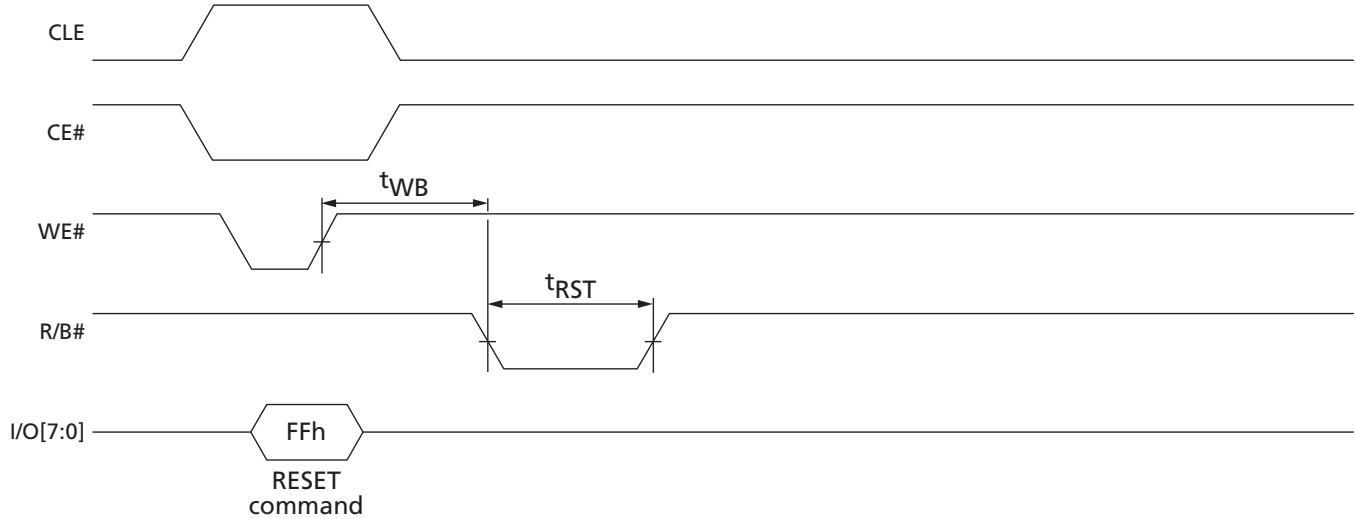 CLE
CE#
tWB
WE#
tRST
R/B#
I/O[7:0]
FFh
RESET
command